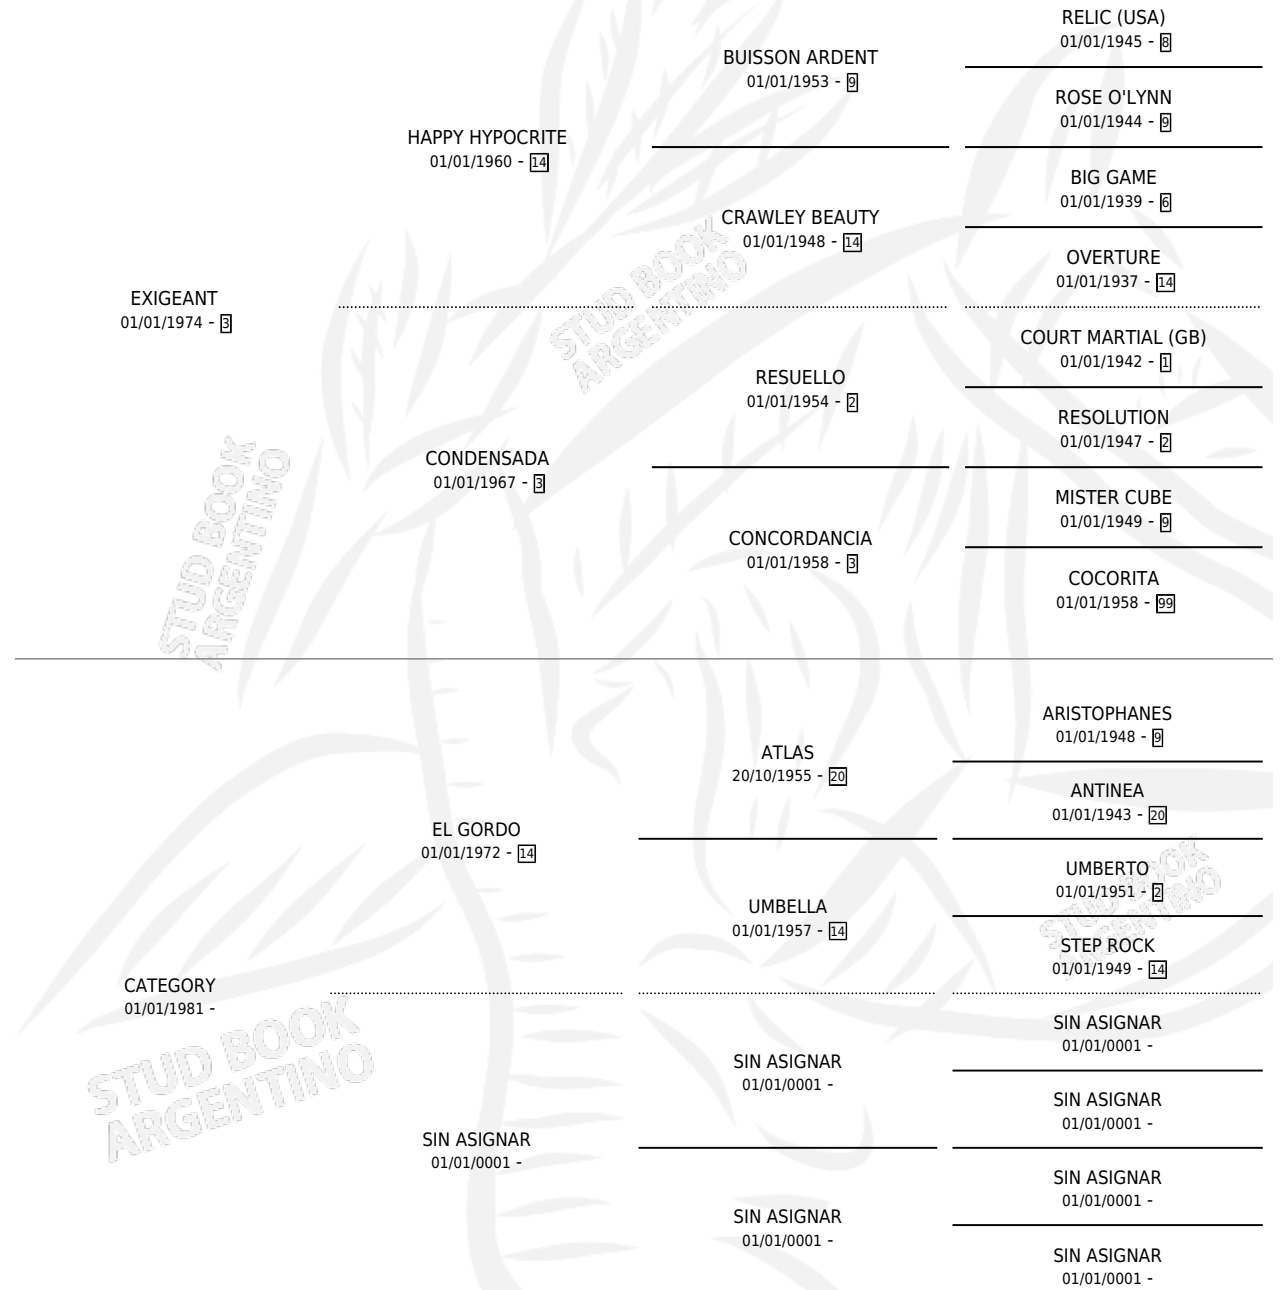 RELIC (USA)
01/01/1945 - 8
BUISSON ARDENT
01/01/1953 - 9
ROSE O'LYNN
01/01/1944 - 9
HAPPY HYPOCRITE
01/01/1960 - 14
BIG GAME
01/01/1939 - 6
CRAWLEY BEAUTY
01/01/1948 - 14
OVERTURE
01/01/1937 - 14
EXIGEANT
01/01/1974 - 3
COURT MARTIAL (GB)
01/01/1942 - 1
RESUELLO
01/01/1954 - 2
RESOLUTION
01/01/1947 - 2
CONDENSADA
01/01/1967 - 3
MISTER CUBE
01/01/1949 - 9
CONCORDANCIA
01/01/1958 - 3
COCORITA
01/01/1958 - 99
ARISTOPHANES
01/01/1948 - 9
ATLAS
20/10/1955 - 20
ANTINEA
01/01/1943 - 20
EL GORDO
01/01/1972 - 14
UMBERTO
01/01/1951 - 2
UMBELLA
01/01/1957 - 14
STEP ROCK
01/01/1949 - 14
CATEGORY
01/01/1981 -
SIN ASIGNAR
01/01/0001 -
SIN ASIGNAR
01/01/0001 -
SIN ASIGNAR
01/01/0001 -
SIN ASIGNAR
01/01/0001 -
SIN ASIGNAR
01/01/0001 -
SIN ASIGNAR
01/01/0001 -
SIN ASIGNAR
01/01/0001 -
STUD BOOK
ARGENTINO
STUD BOOK
ARGENTINO
STUD BOOK
ARGENTINO
STUD BOOK
ARGENTINO